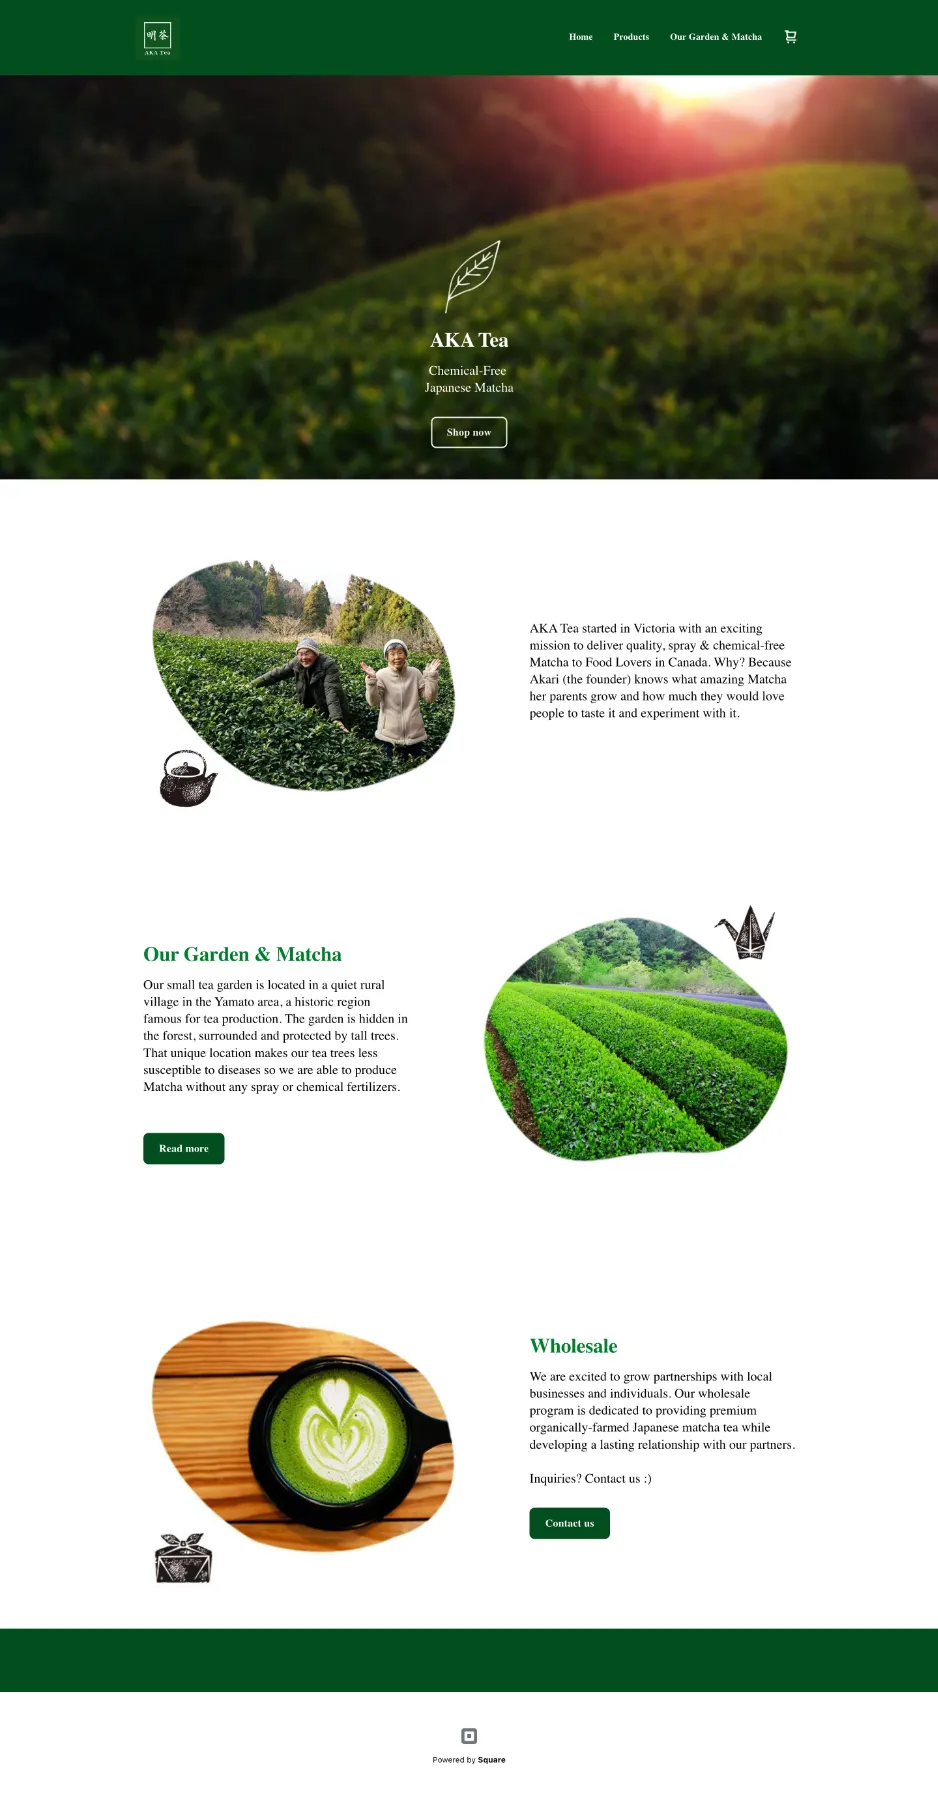 明茶
AKA Tea
Home
Products
Our Garden & Matcha
AKA Tea
Chemical-Free
Japanese Matcha
Shop now
AKA Tea started in Victoria with an exciting
mission to deliver quality, spray & chemical-free
Matcha to Food Lovers in Canada. Why? Because
Akari (the founder) knows what amazing Matcha
her parents grow and how much they would love
people to taste it and experiment with it.
Our Garden & Matcha
Our small tea garden is located in a quiet rural
village in the Yamato area, a historic region
famous for tea production. The garden is hidden in
the forest, surrounded and protected by tall trees.
That unique location makes our tea trees less
susceptible to diseases so we are able to produce
Matcha without any spray or chemical fertilizers.
Read more
Wholesale
We are excited to grow partnerships with local
businesses and individuals. Our wholesale
program is dedicated to providing premium
organically-farmed Japanese matcha tea while
developing a lasting relationship with our partners.
Inquiries? Contact us :)
Contact us
Powered by Square